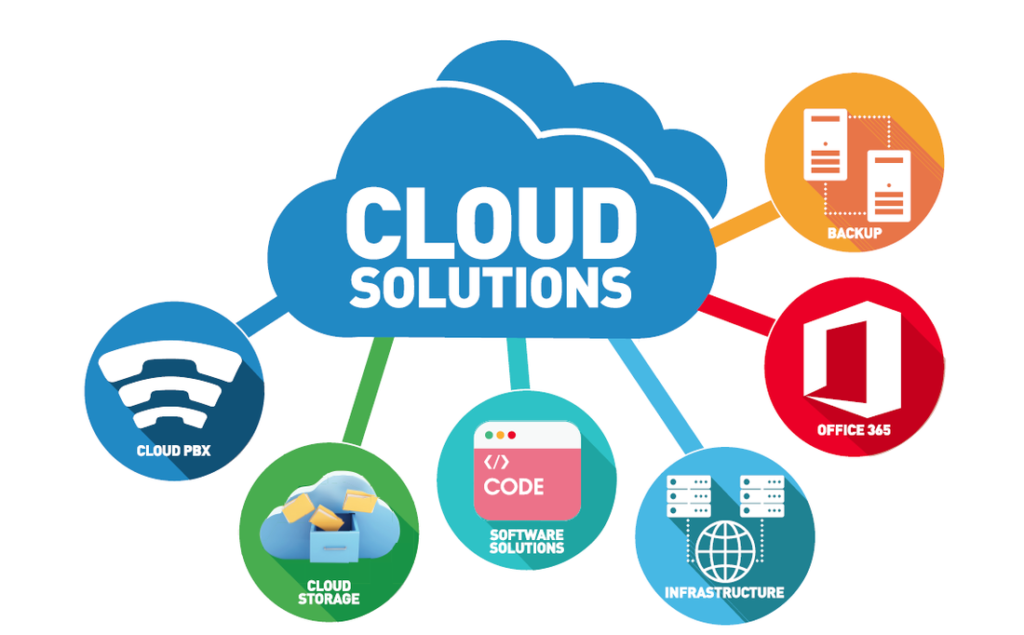 CLOUD
SOLUTIONS
BACKUP
OFFICE 365
CLOUD PBX
CLOUD
STORAGE
</>
CODE
SOFTWARE
SOLUTIONS
INFRASTRUCTURE